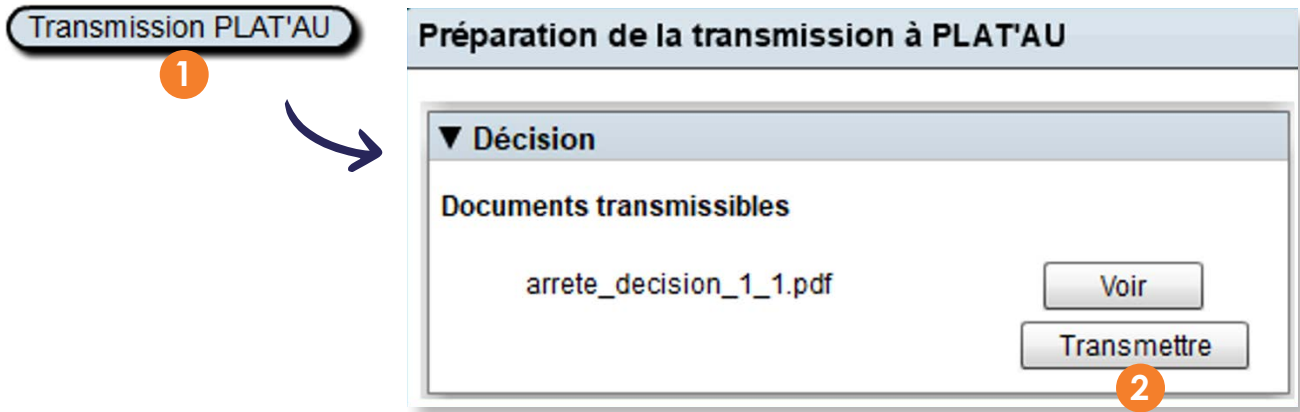 Transmission PLAT'AU
1
Préparation de la transmission à PLAT'AU
▼ Décision
Documents transmissibles
arrete_decision_1_1.pdf Voir
Transmettre
2